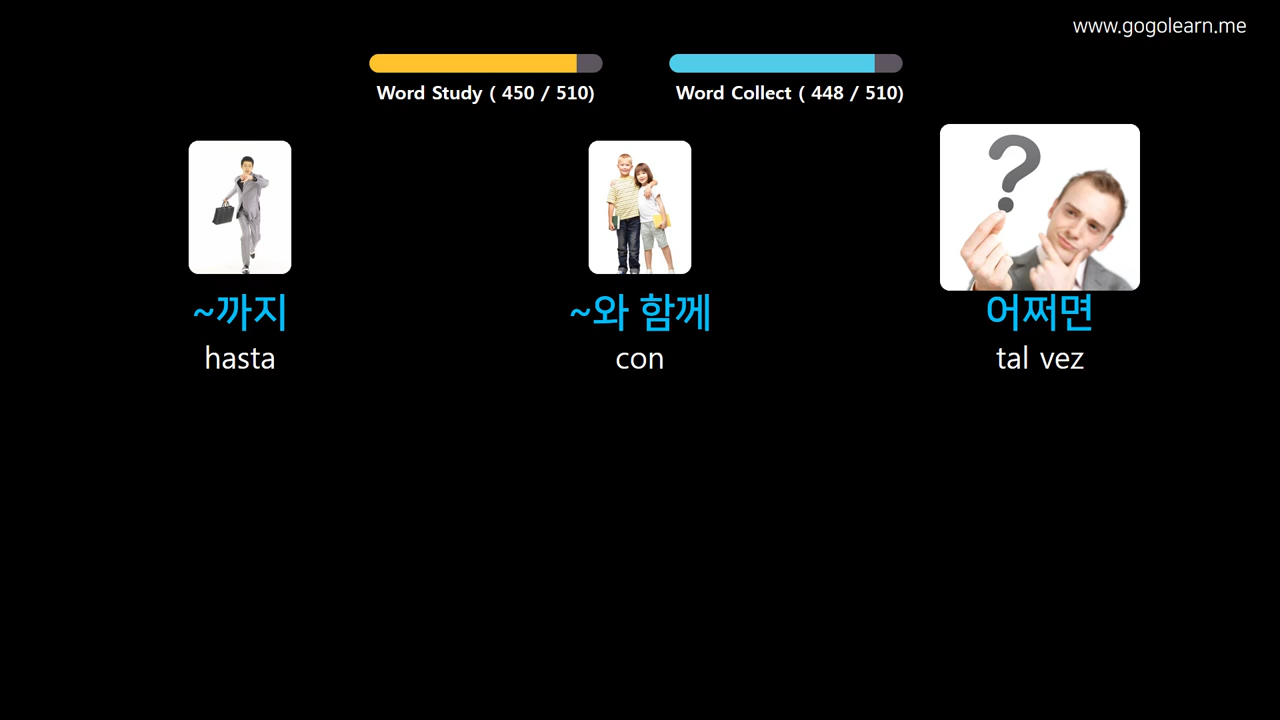 www.gogolearn.me
Word Study ( 450 / 510)
Word Collect ( 448 / 510)
~까지
hasta
~와 함께
con
어쩌면
tal vez